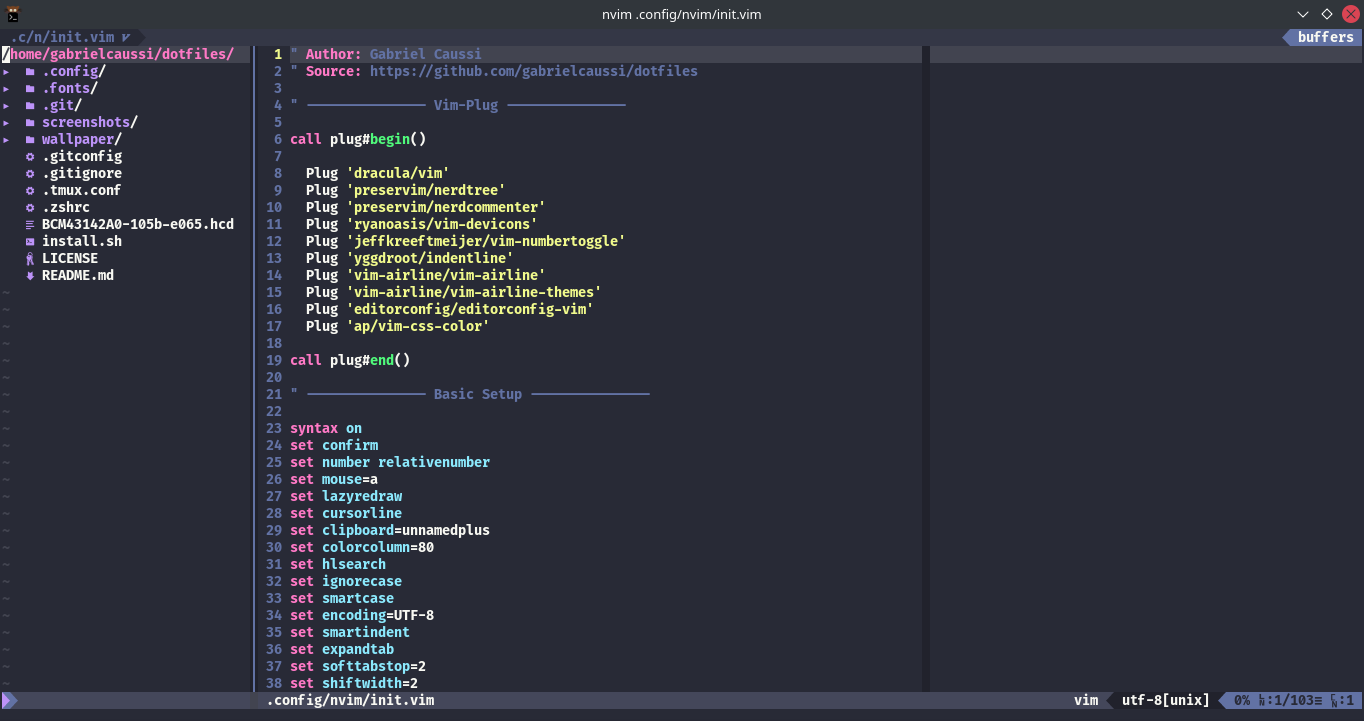 nvim .config/nvim/init.vim
.c/n/init.vim
buffers
/home/gabrielcaussi/dotfiles/
.config/
.fonts/
.git/
screenshots/
wallpaper/
.gitconfig
.gitignore
.tmux.conf
.zshrc
BCM43142A0-105b-e065.hcd
install.sh
LICENSE
README.md
1 " Author: Gabriel Caussi
2 " Source: https://github.com/gabrielcaussi/dotfiles
3
4 " --------------- Vim-Plug ---------------
5
6 call plug#begin()
7
8 Plug 'dracula/vim'
9 Plug 'preservim/nerdtree'
10 Plug 'preservim/nerdcommenter'
11 Plug 'ryanoasis/vim-devicons'
12 Plug 'jeffkreeftmeijer/vim-numbertoggle'
13 Plug 'yggdroot/indentline'
14 Plug 'vim-airline/vim-airline'
15 Plug 'vim-airline/vim-airline-themes'
16 Plug 'editorconfig/editorconfig-vim'
17 Plug 'ap/vim-css-color'
18
19 call plug#end()
20
21 " --------------- Basic Setup ---------------
22
23 syntax on
24 set confirm
25 set number relativenumber
26 set mouse=a
27 set lazyredraw
28 set cursorline
29 set clipboard=unnamedplus
30 set colorcolumn=80
31 set hlsearch
32 set ignorecase
33 set smartcase
34 set encoding=UTF-8
35 set smartindent
36 set expandtab
37 set softtabstop=2
38 set shiftwidth=2
.config/nvim/init.vim
vim
utf-8[unix]
0% ㏑:1/103≡ ℅:1